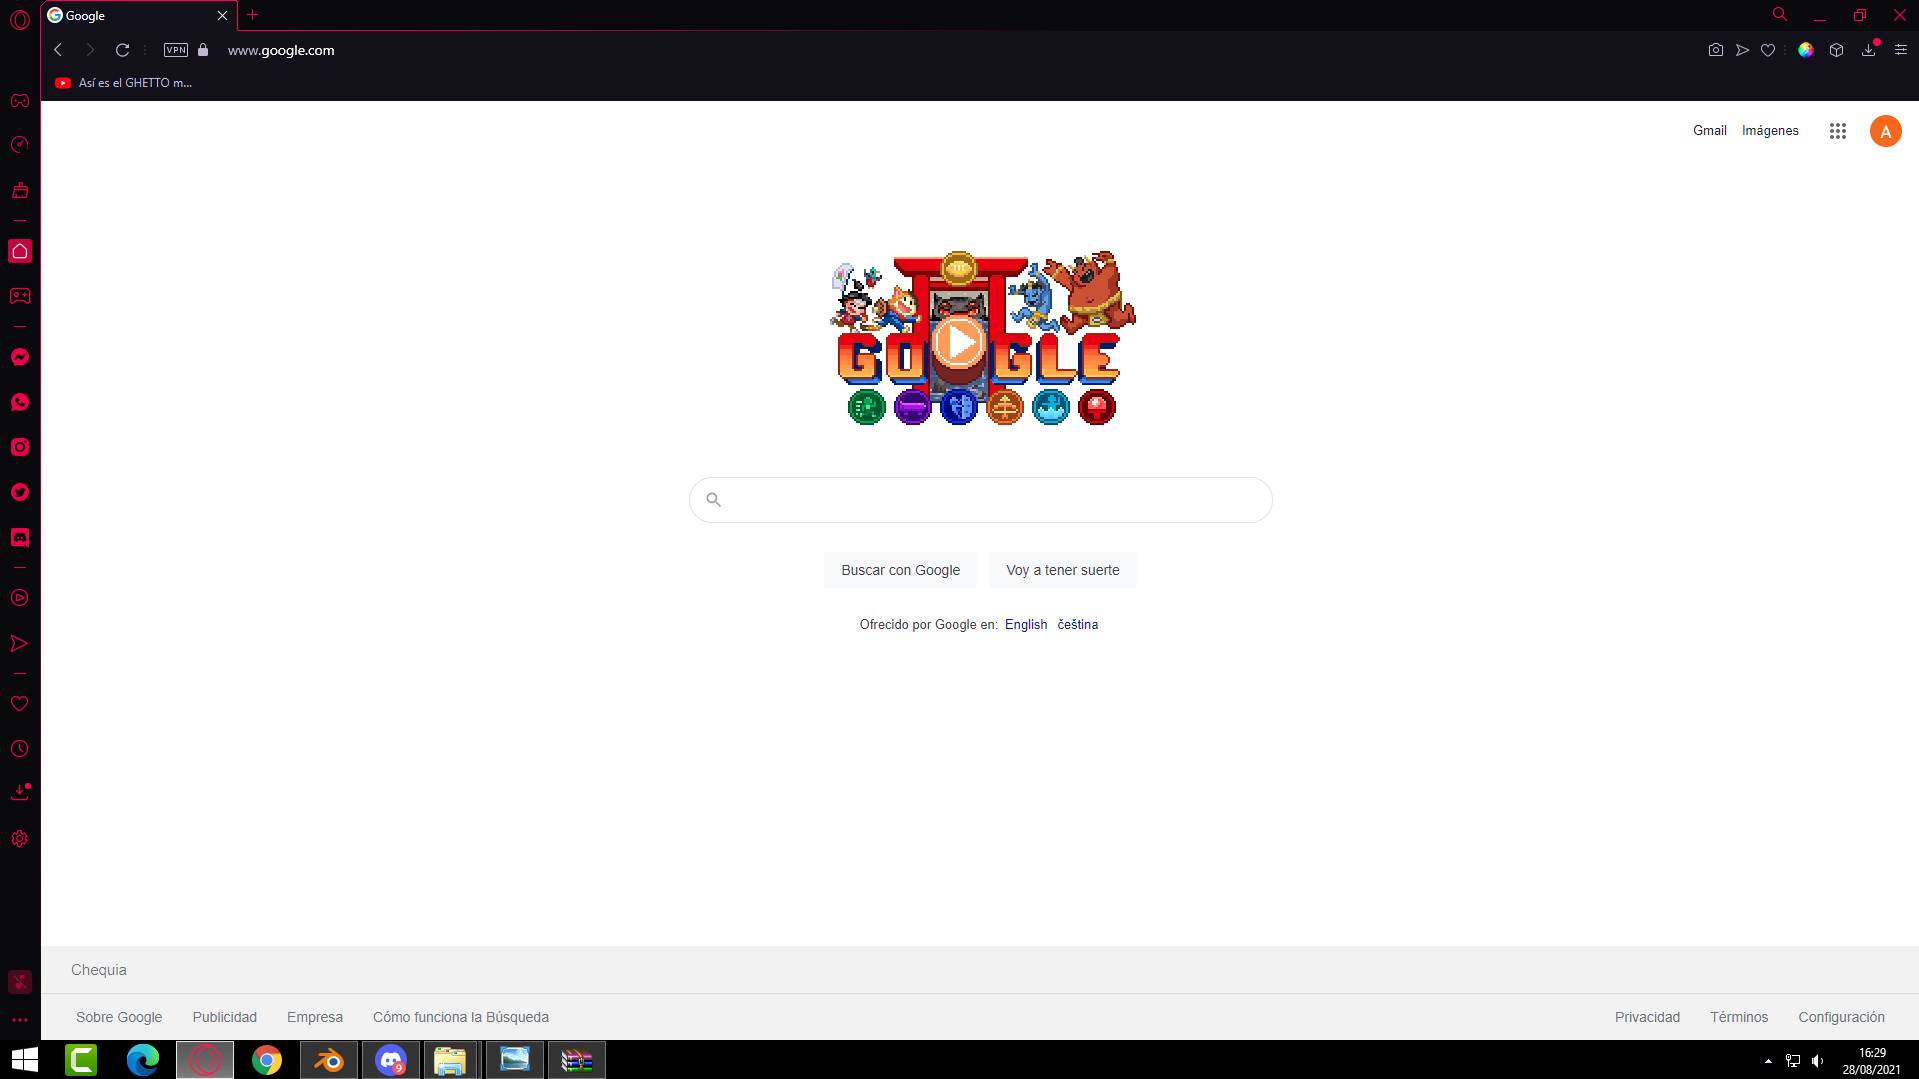 Google
VPN
www.google.com
Así es el GHETTO m...
Gmail
Imágenes
A
GOOGLE
Buscar con Google
Voy a tener suerte
Ofrecido por Google en: English čeština
Chequia
Sobre Google
Publicidad
Empresa
Cómo funciona la Búsqueda
Privacidad
Términos
Configuración
9
16:29
28/08/2021